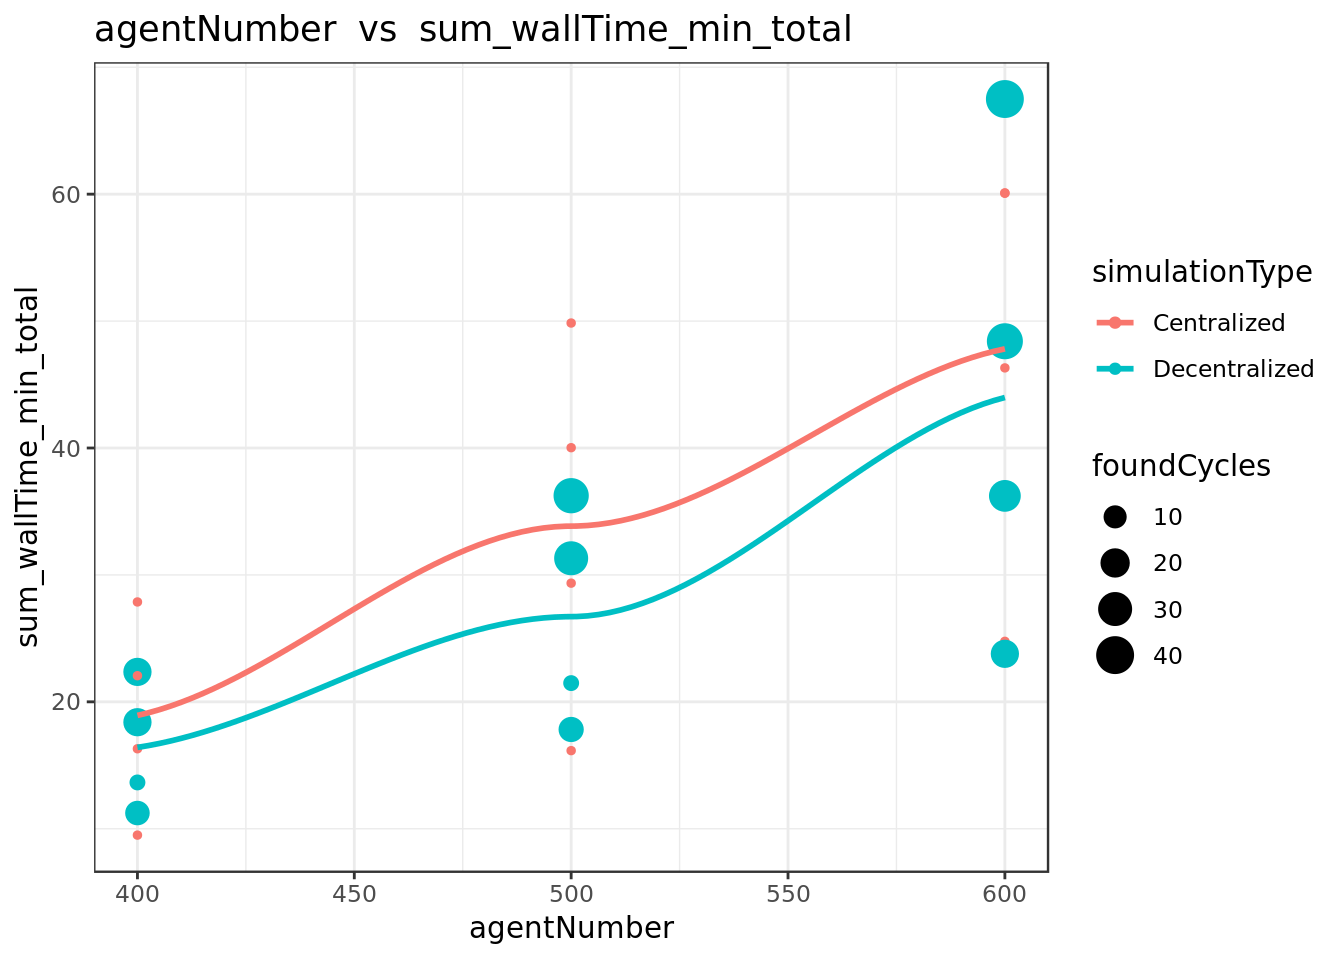 agentNumber  vs  sum_wallTime_min_total
sum_wallTime_min_total
60
40
20
400
450
500
550
600
agentNumber
simulationType
Centralized
Decentralized
foundCycles
10
20
30
40